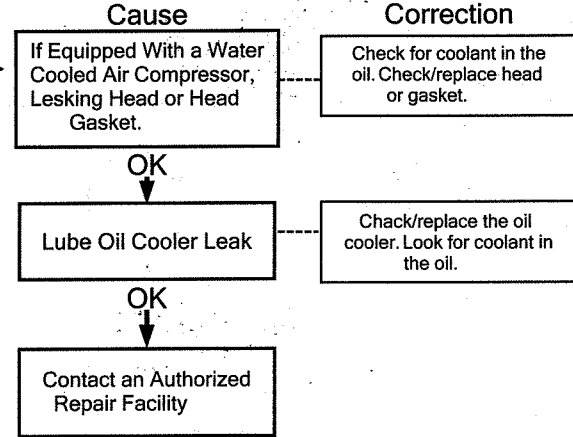 Cause
Correction
If Equipped With a Water
Cooled Air Compressor,
Lesking Head or Head
Gasket.
Check for coolant in the
oil. Check/replace head
or gasket.
OK
Lube Oil Cooler Leak
Chack/replace the oil
cooler. Look for coolant in
the oil.
OK
Contact an Authorized
Repair Facility